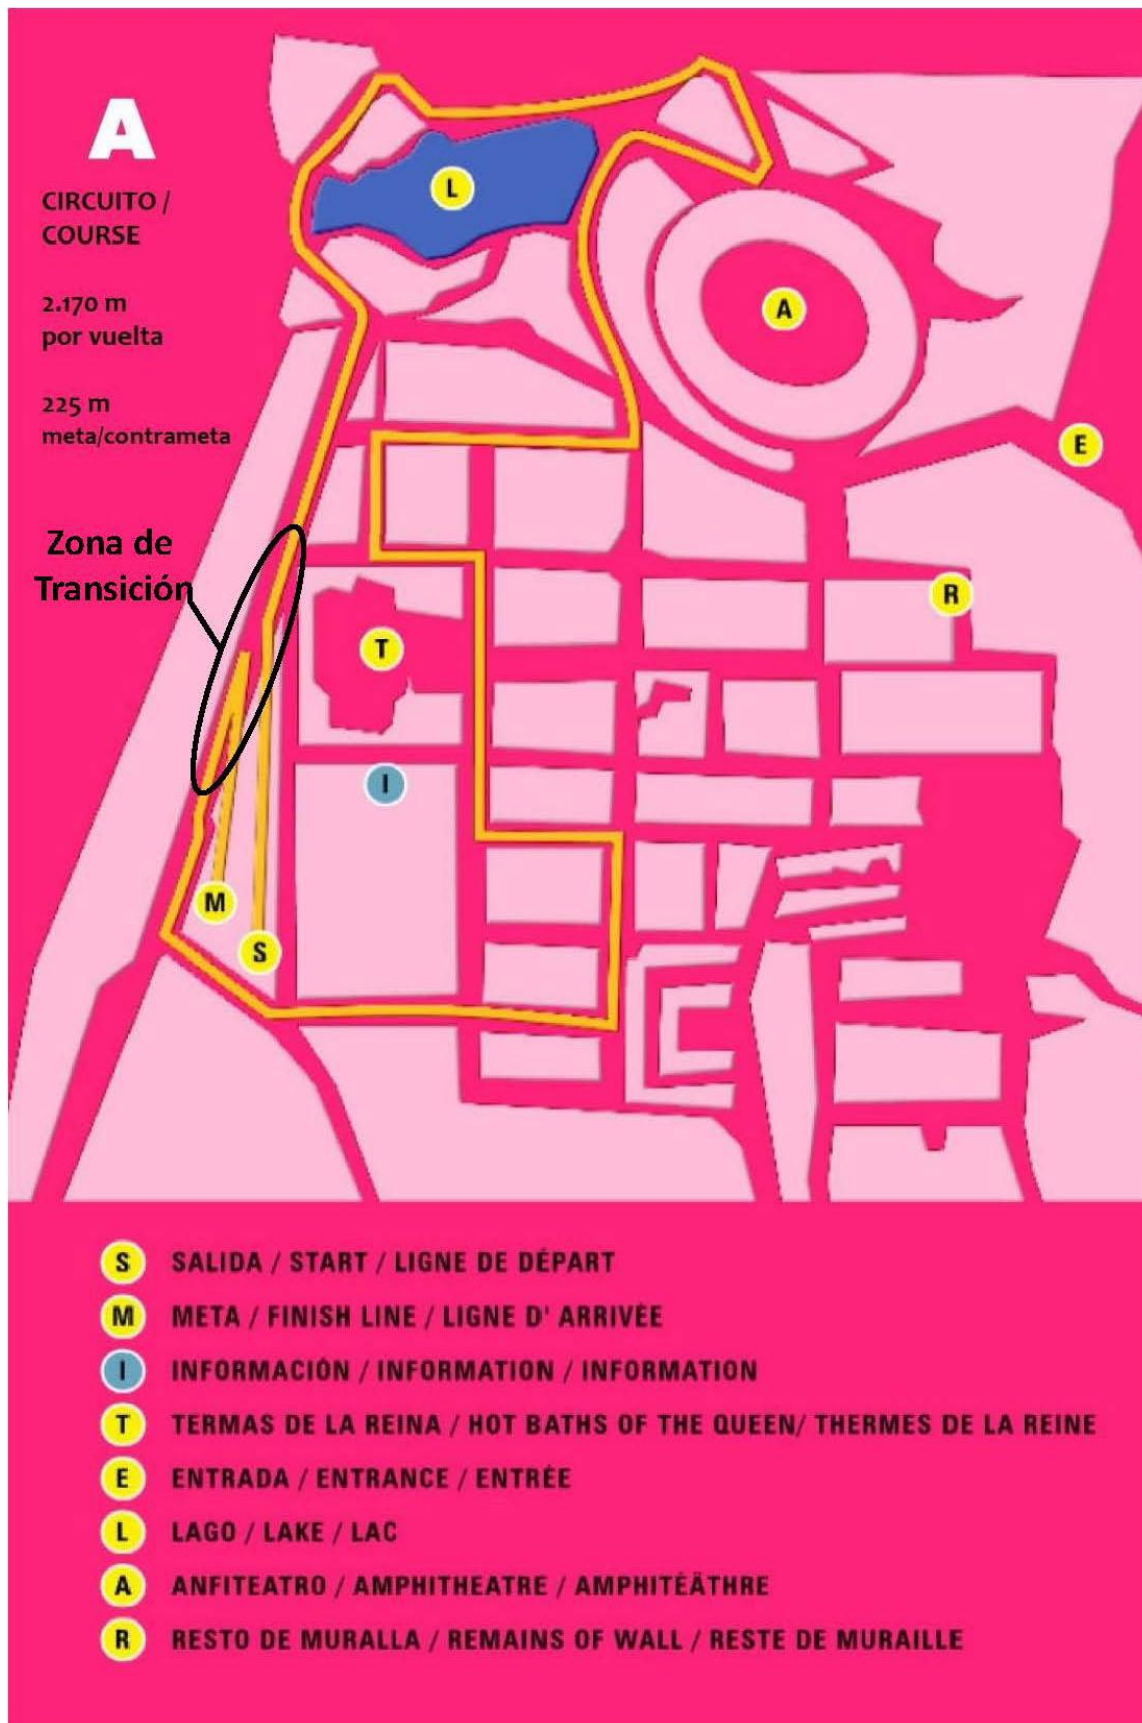 A
CIRCUITO /
COURSE
2.170 m
por vuelta
225 m
meta/contrameta
Zona de
Transición
L
A
E
R
T
I
M
S
S SALIDA / START / LIGNE DE DÉPART
M META / FINISH LINE / LIGNE D' ARRIVÉE
I INFORMACIÓN / INFORMATION / INFORMATION
T TERMAS DE LA REINA / HOT BATHS OF THE QUEEN/ THERMES DE LA REINE
E ENTRADA / ENTRANCE / ENTRÉE
L LAGO / LAKE / LAC
A ANFITEATRO / AMPHITHEATRE / AMPHITÉÂTHRE
R RESTO DE MURALLA / REMAINS OF WALL / RESTE DE MURAILLE